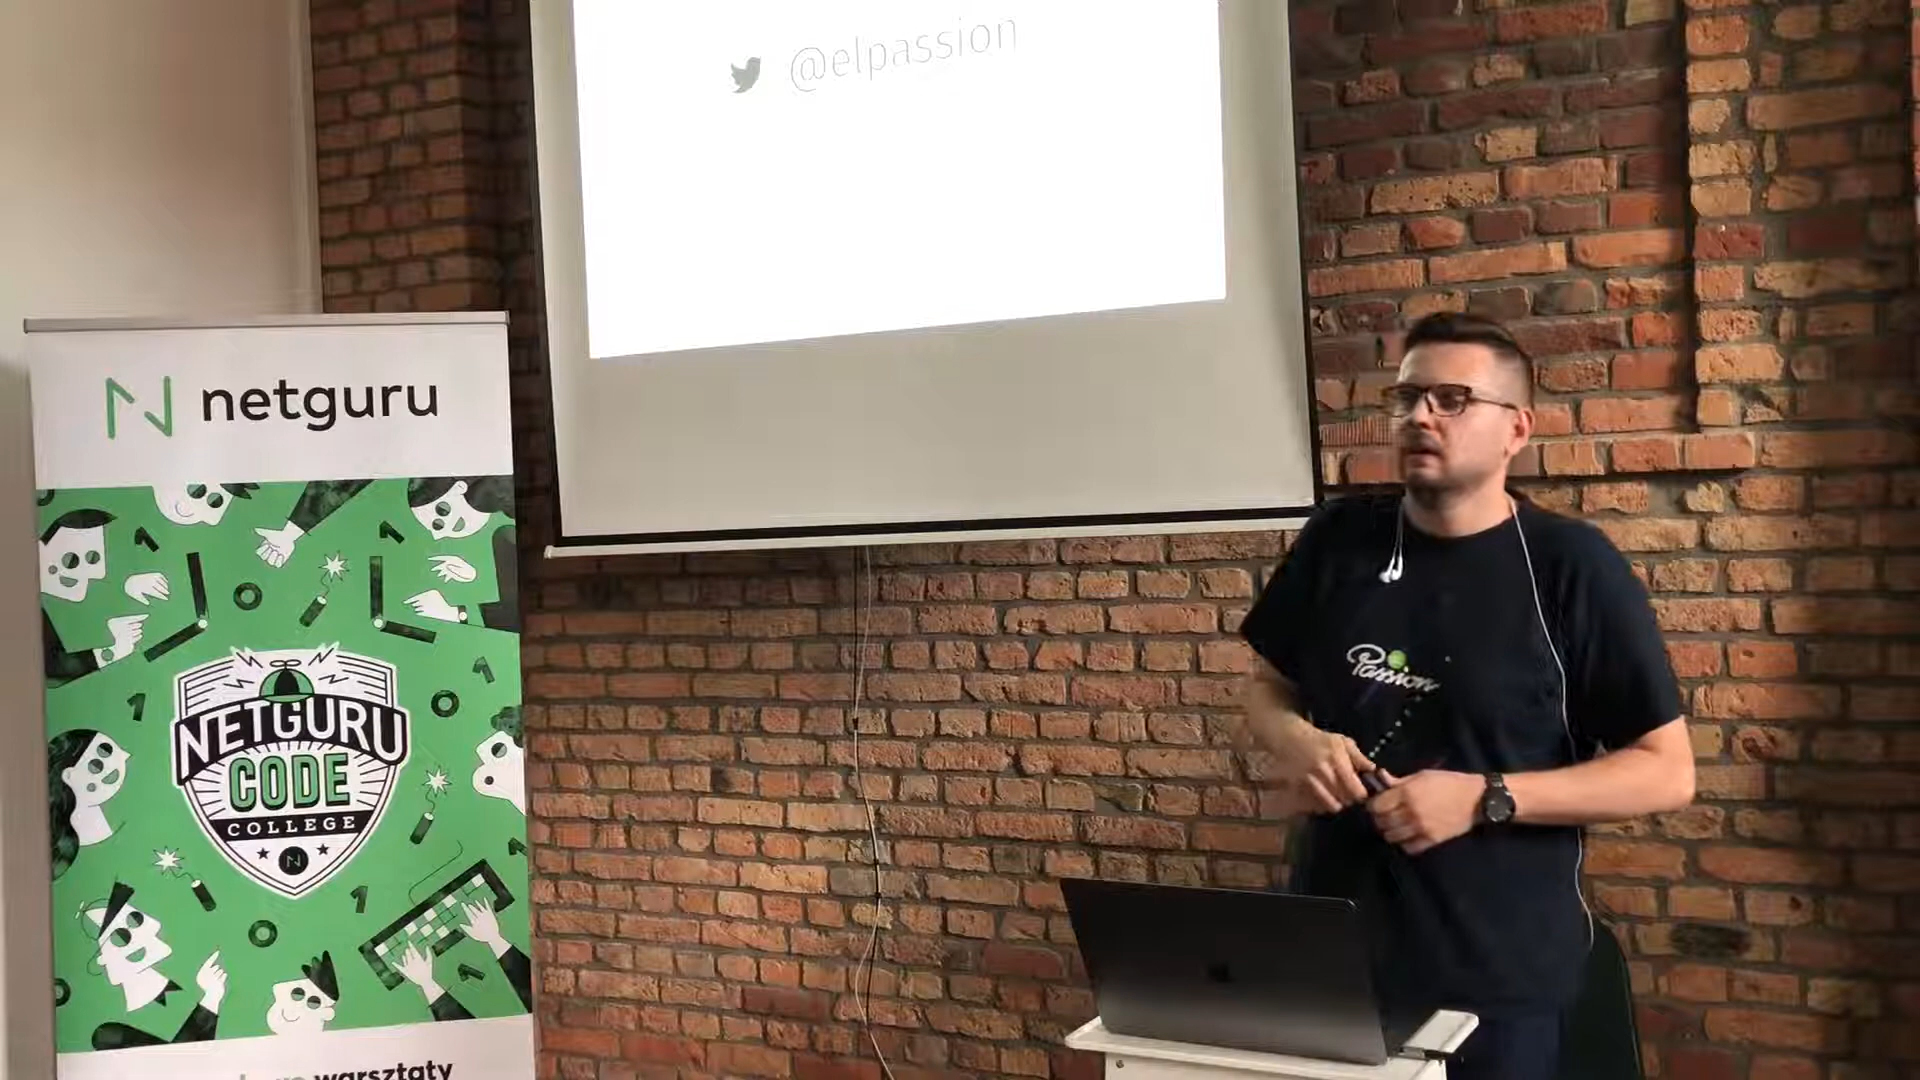 @elpassion
netguru
NETGURU
CODE
COLLEGE
warsztaty
Passion